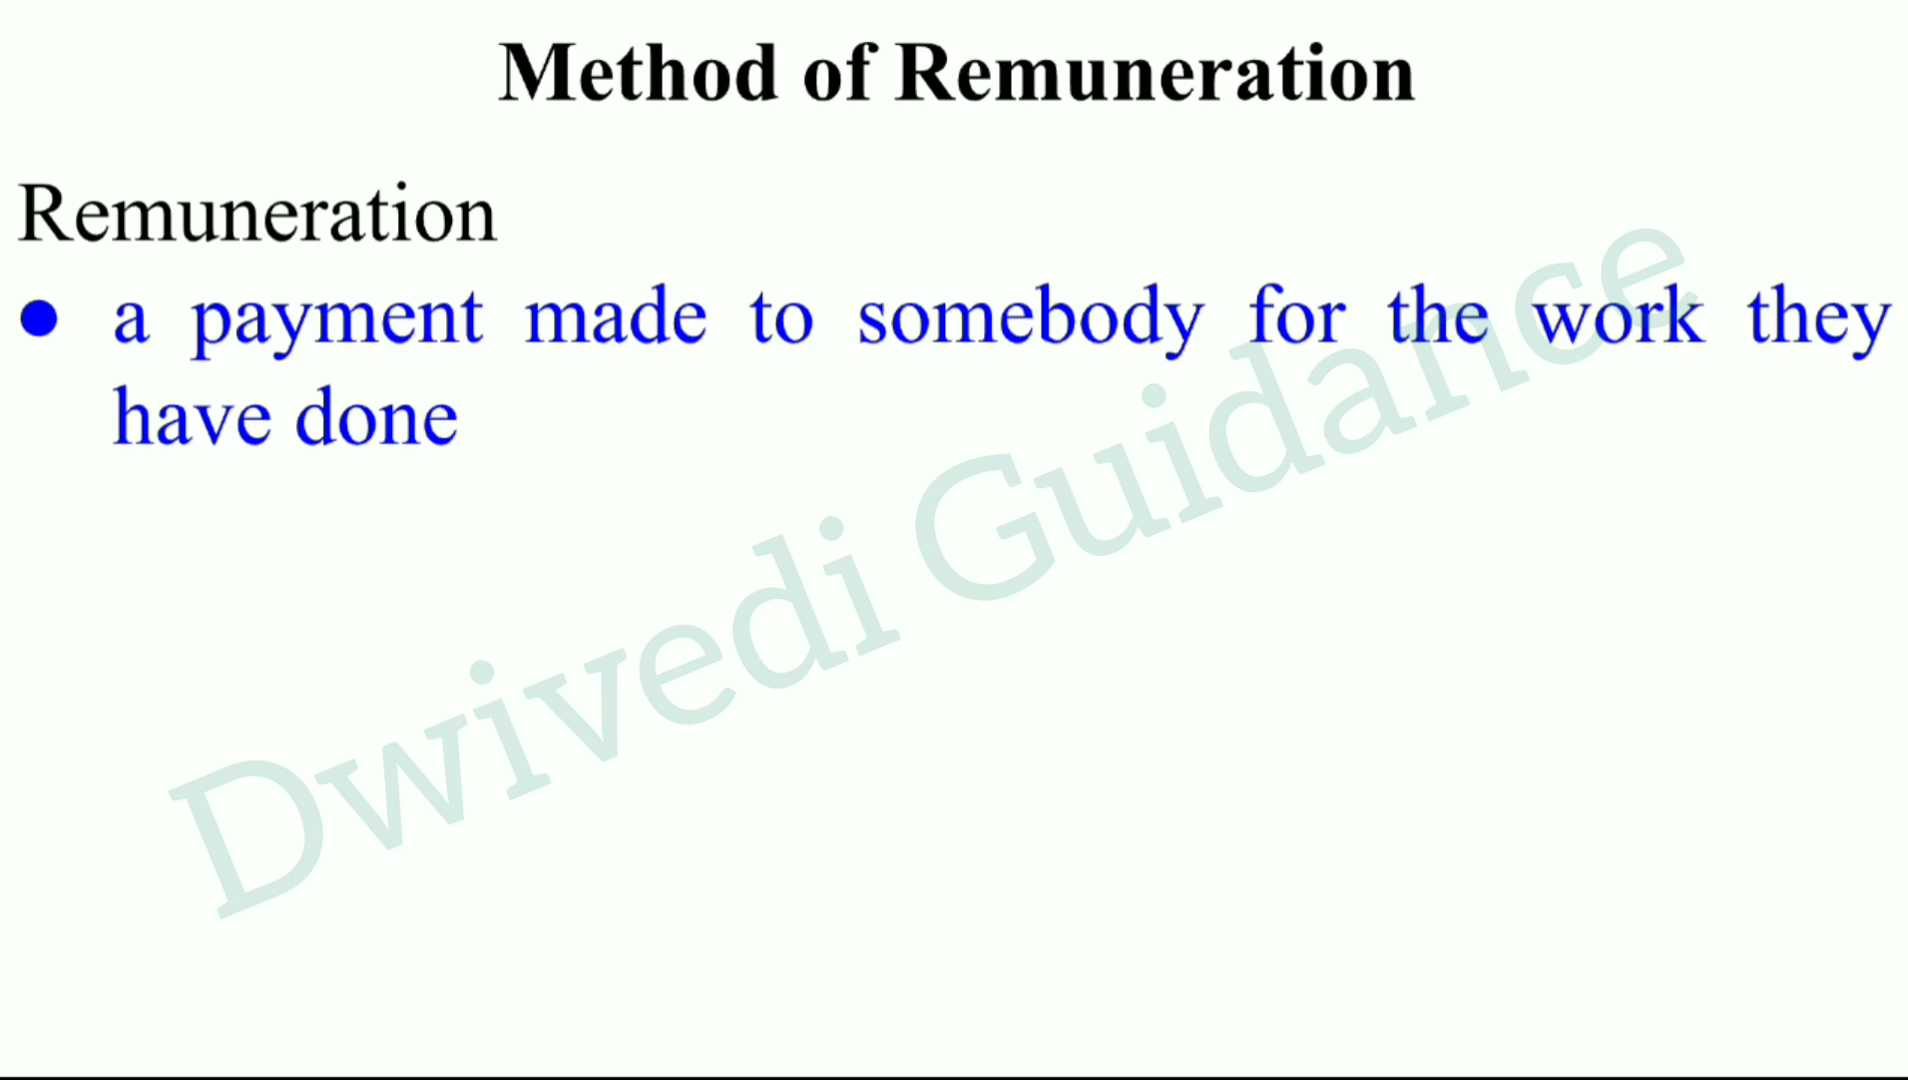 Method of Remuneration
Remuneration
● a payment made to somebody for the work they
have done
Dwivedi Guidance